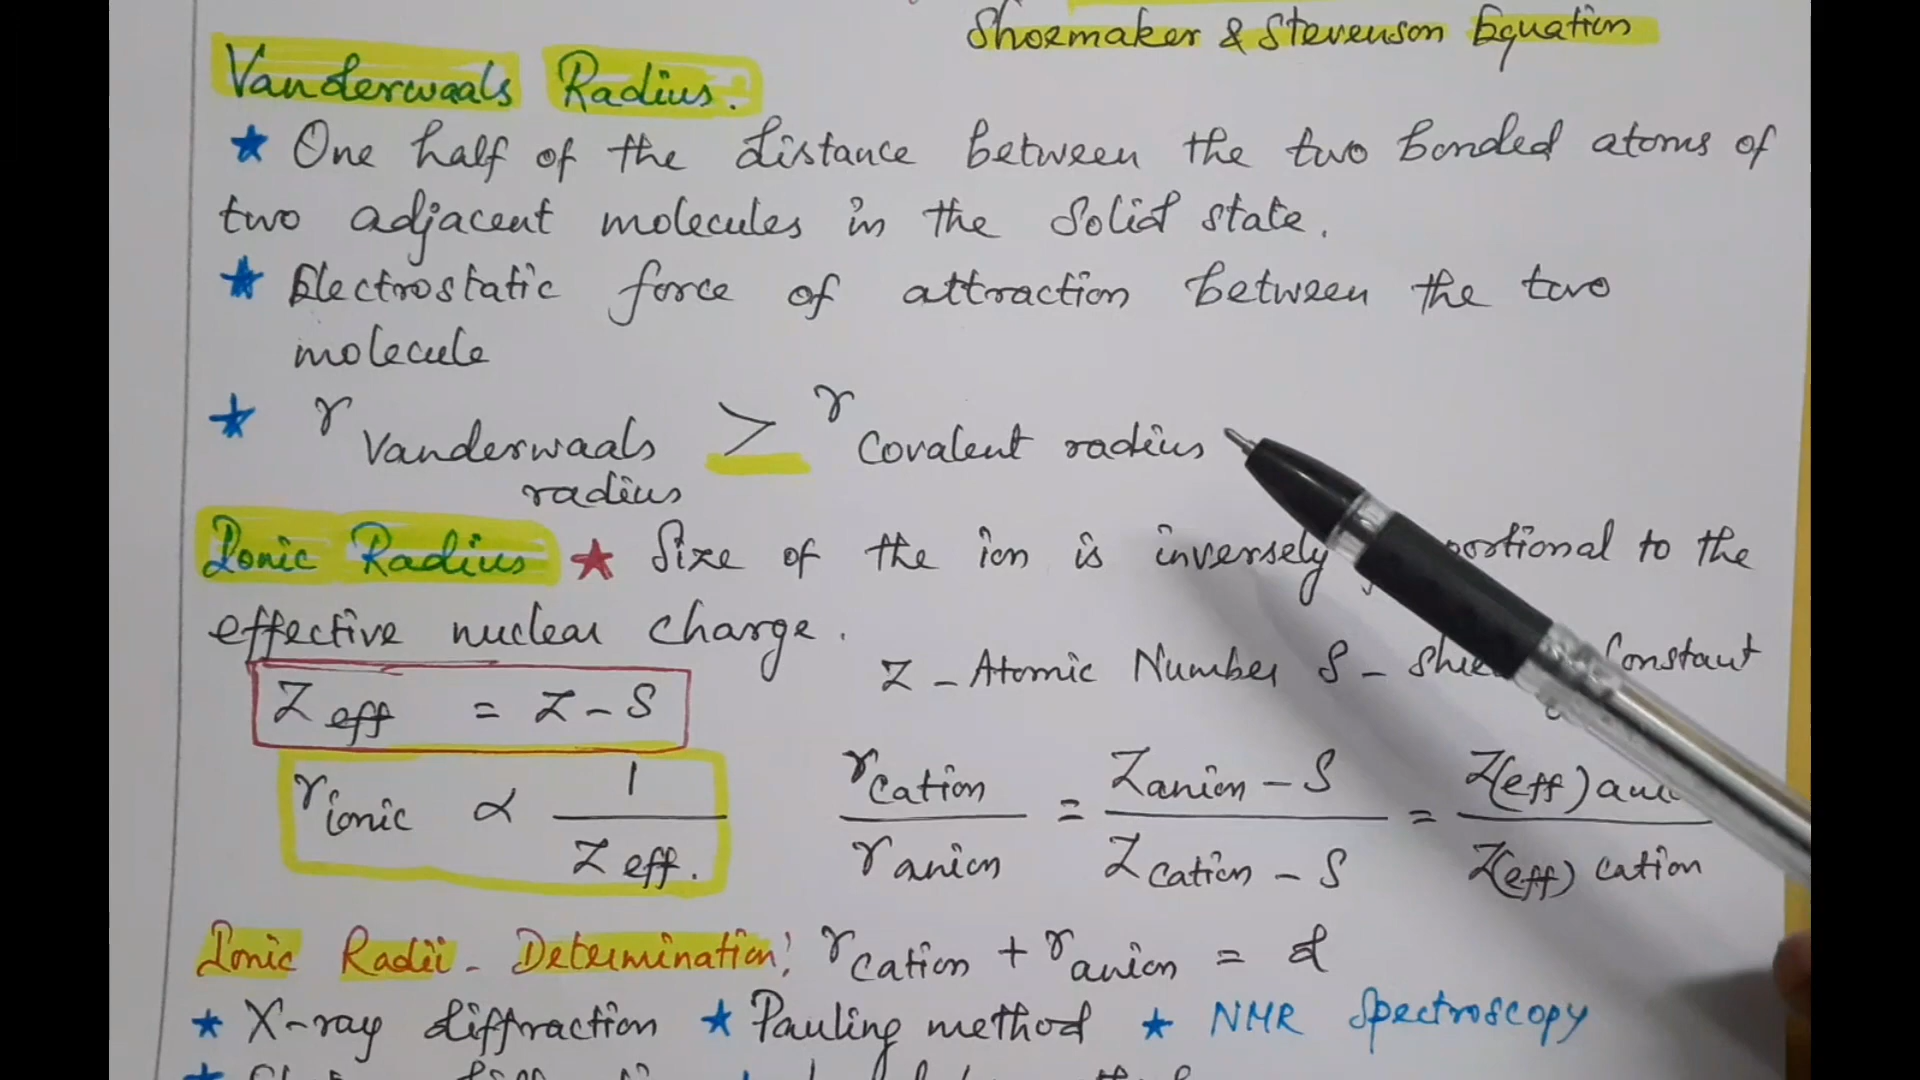 Shoemaker & Stevenson Equation
Vanderwaals Radius.
★ One half of the distance between the two bonded atoms of
two adjacent molecules in the solid state.
★ Electrostatic force of attraction between the two
molecule
★ r Vanderwaals radius > r Covalent radius
Ionic Radius ★ Size of the ion is inversely
to the
effective nuclear charge.
Z - Atomic Number S - Constant
Z eff = Z - S
r ionic ∝ 1 / Z eff.
r cation / r anion = Z anion - S / Z cation - S = Z(eff) / Z(eff) cation
Ionic Radii - Determination: r cation + r anion = d
★ X-ray diffraction ★ Pauling method ★ NMR Spectroscopy